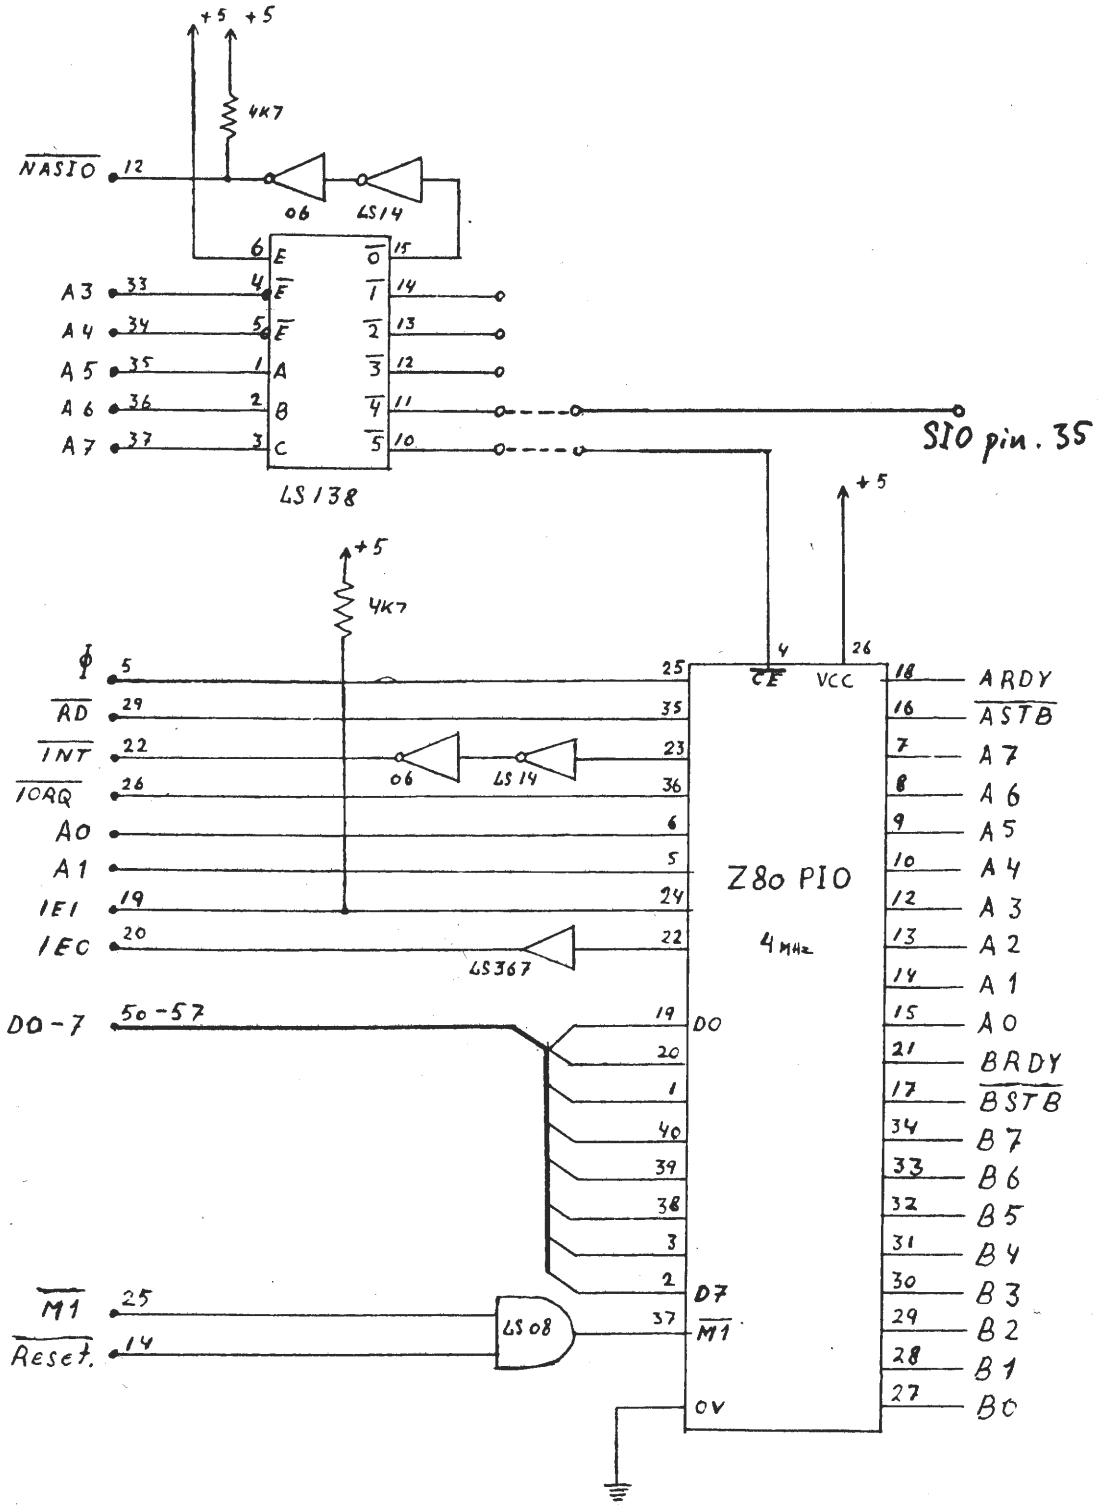 +5 +5
4K7
NASIO 12
06 LS14
6 E 0 15
A3 33 4 E 1 14
A4 34 5 E 2 13
A5 35 1 A 3 12
A6 36 2 B 4 11
A7 37 3 C 5 10
SIO pin. 35
LS138
+5
+5
4K7
4 26
Φ 5 25 CE VCC 18 ARDY
RD 29 35 16 ASTB
INT 22 23 7 A7
06 LS14
IORQ 26 36 8 A6
A0 6 9 A5
A1 5 10 A4
Z80 PIO
IEI 19 24 12 A3
IEO 20 22 13 A2
4MHz
LS367
14 A1
D0-7 50-57 19 D0 15 A0
20 21 BRDY
1 17 BSTB
40 34 B7
39 33 B6
38 32 B5
3 31 B4
2 D7 30 B3
M1 25 LS08 37 M1 29 B2
Reset. 14 28 B1
0V 27 B0